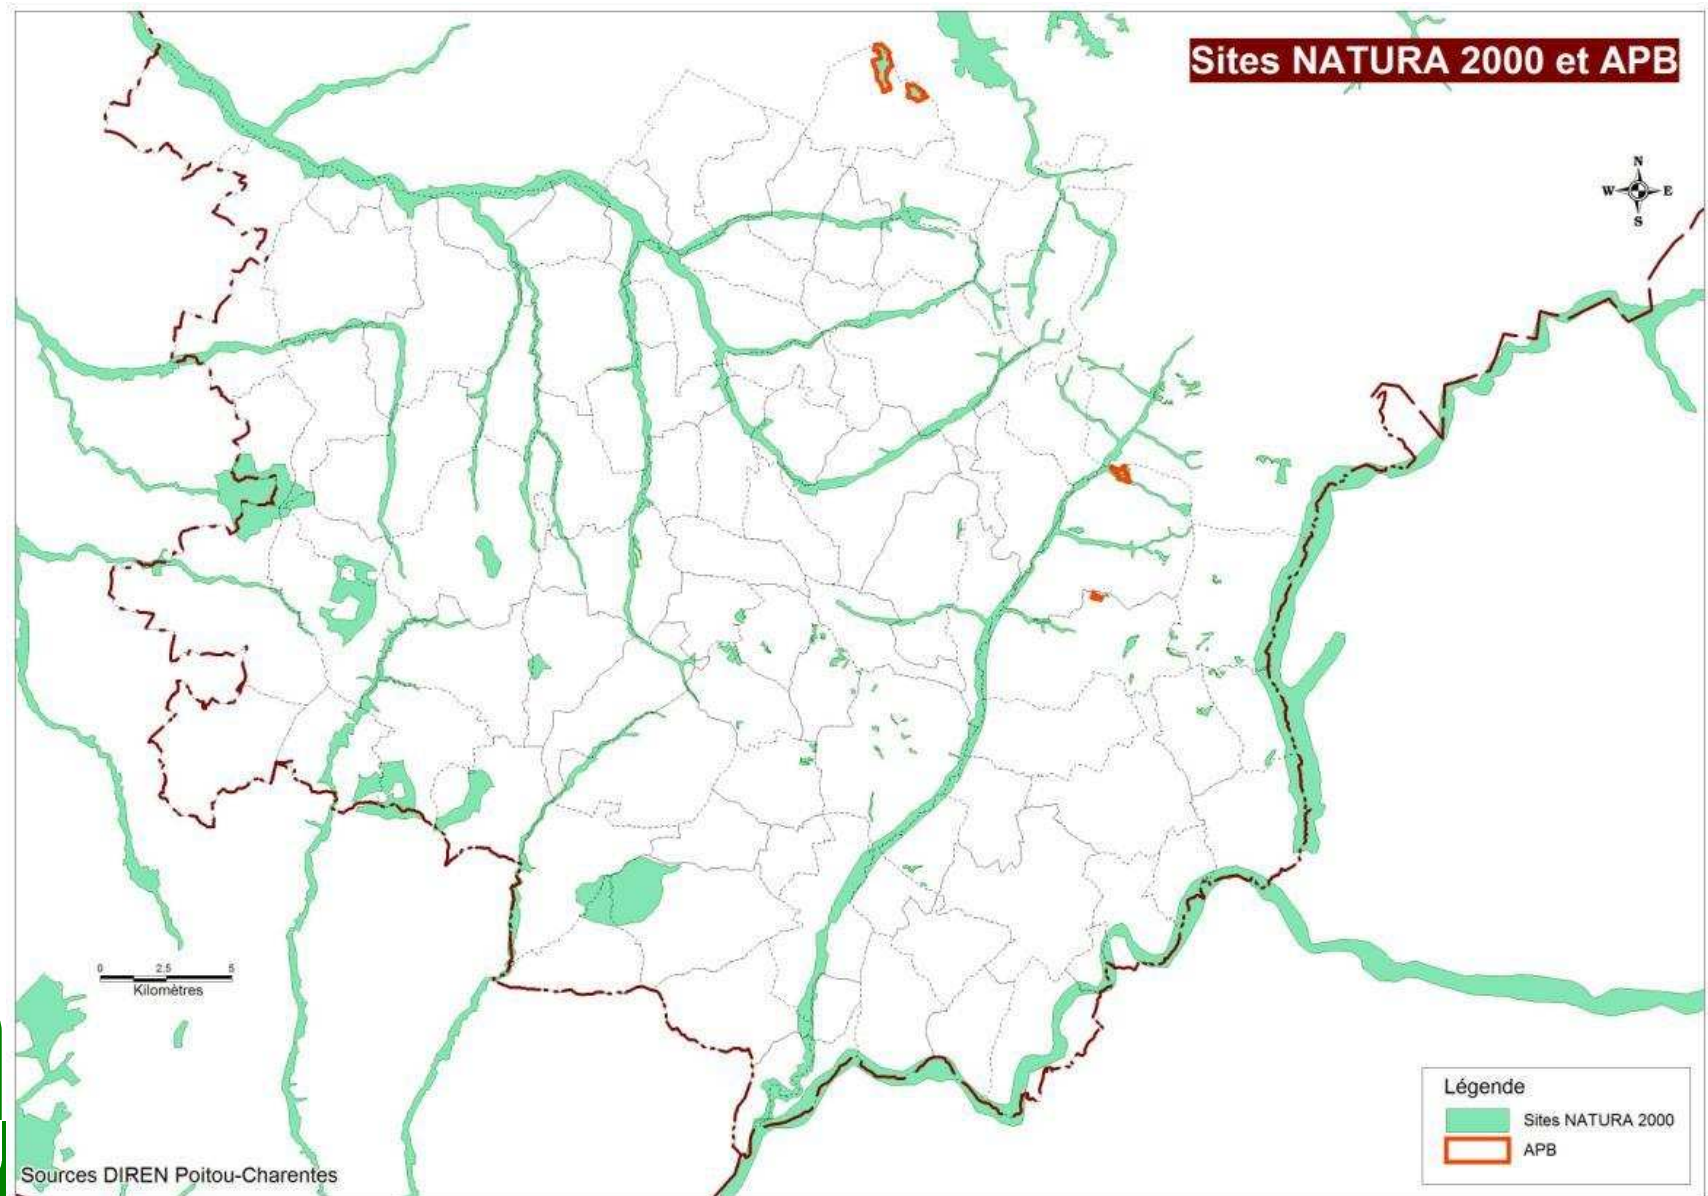 Sites NATURA 2000 et APB
N
W E
S
0 2.5 5
Kilomètres
Légende
Sites NATURA 2000
APB
Sources DIREN Poitou-Charentes